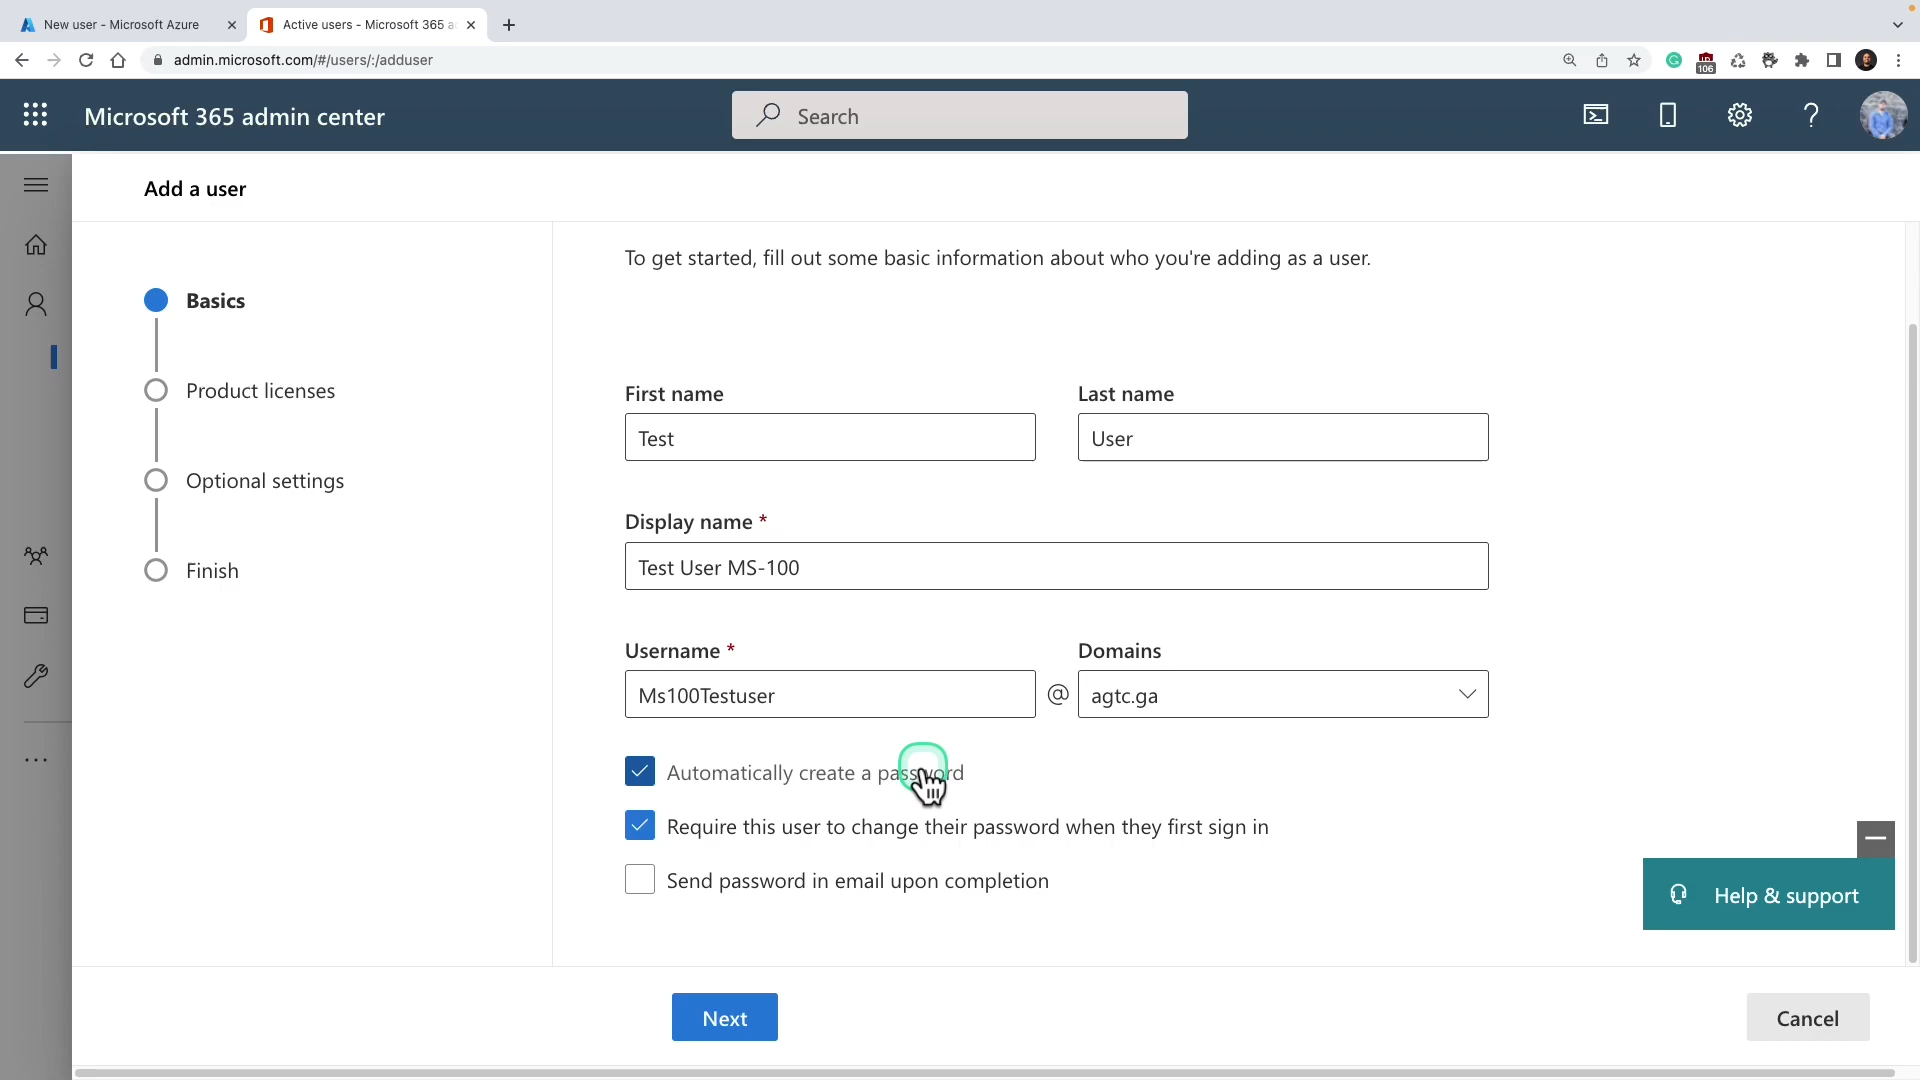 New user - Microsoft Azure
Active users - Microsoft 365 a
admin.microsoft.com/#/users/:/adduser
106
Microsoft 365 admin center
Search
Add a user
To get started, fill out some basic information about who you're adding as a user.
Basics
Product licenses
Optional settings
Finish
First name
Last name
Test
User
Display name *
Test User MS-100
Username *
Domains
Ms100Testuser
@
agtc.ga
Automatically create a password
Require this user to change their password when they first sign in
Send password in email upon completion
Help & support
Next
Cancel